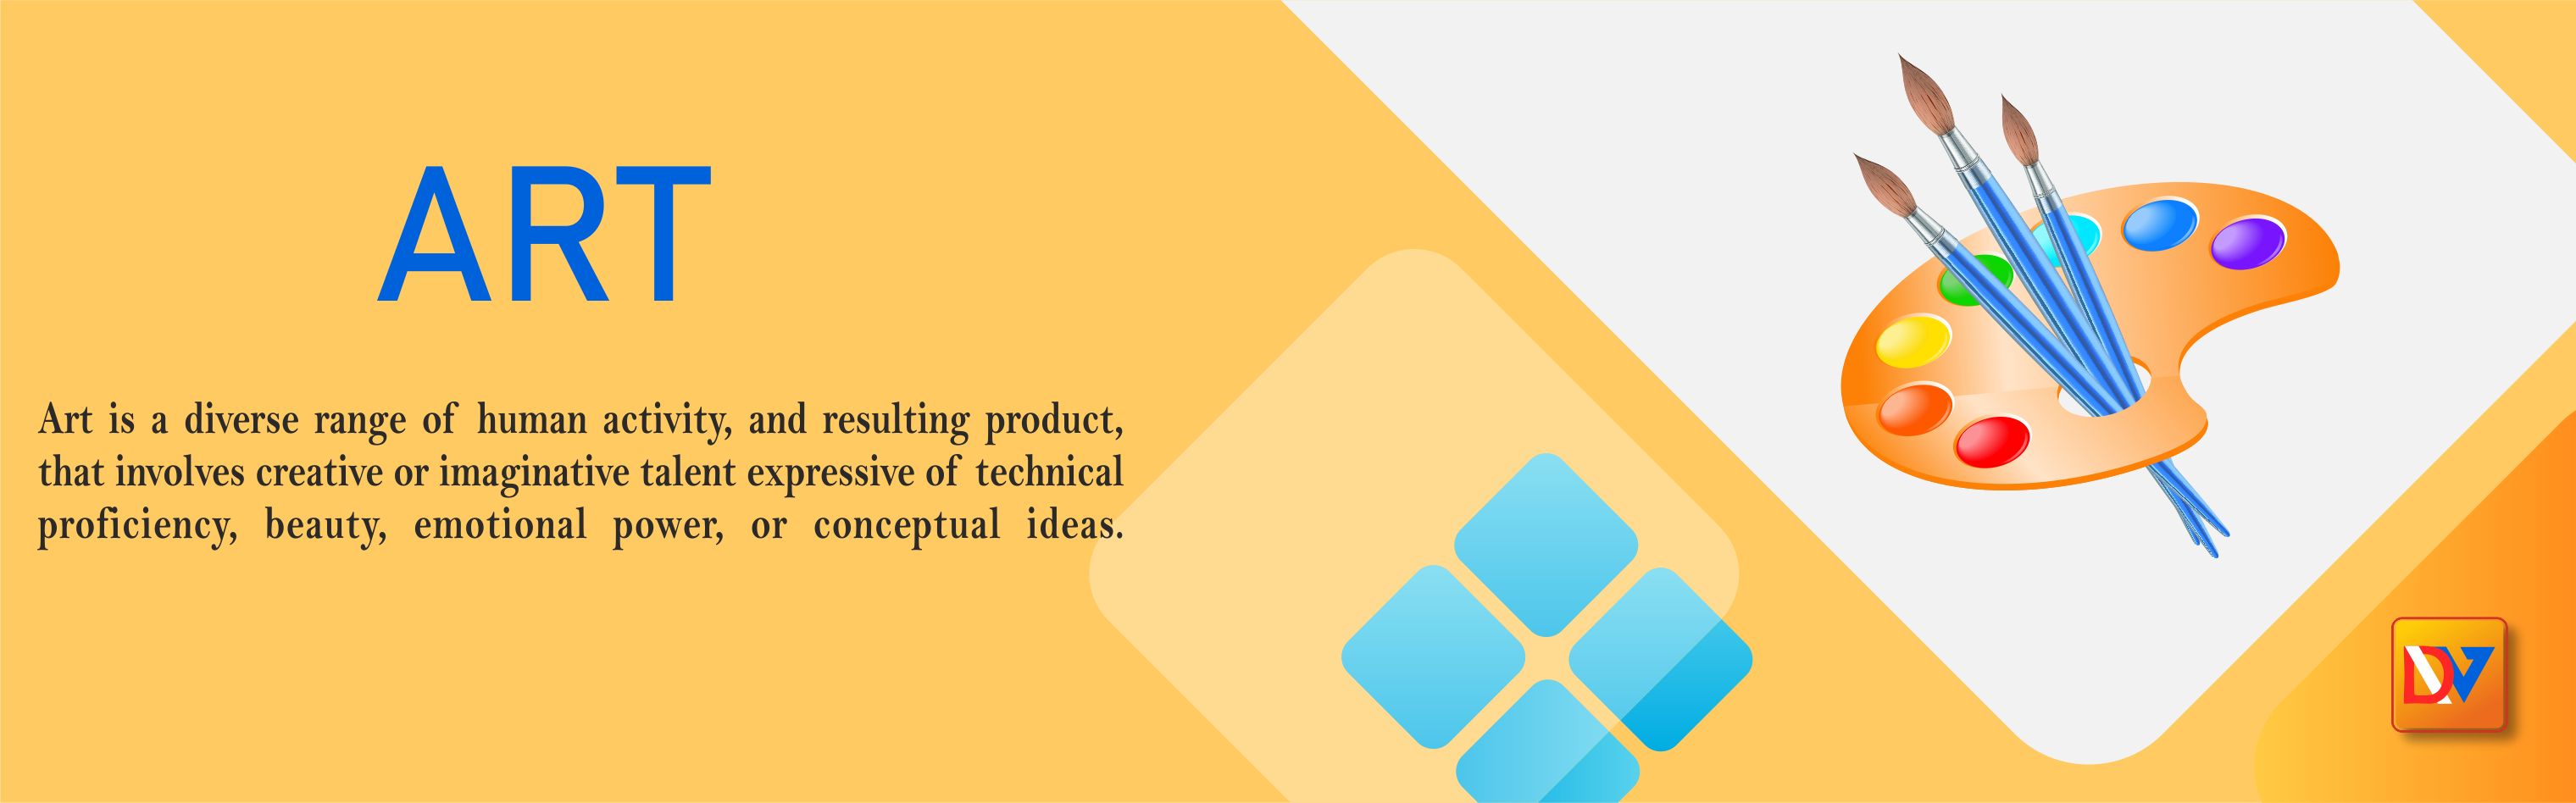 ART
Art is a diverse range of human activity, and resulting product,
that involves creative or imaginative talent expressive of technical
proficiency, beauty, emotional power, or conceptual ideas.
DV